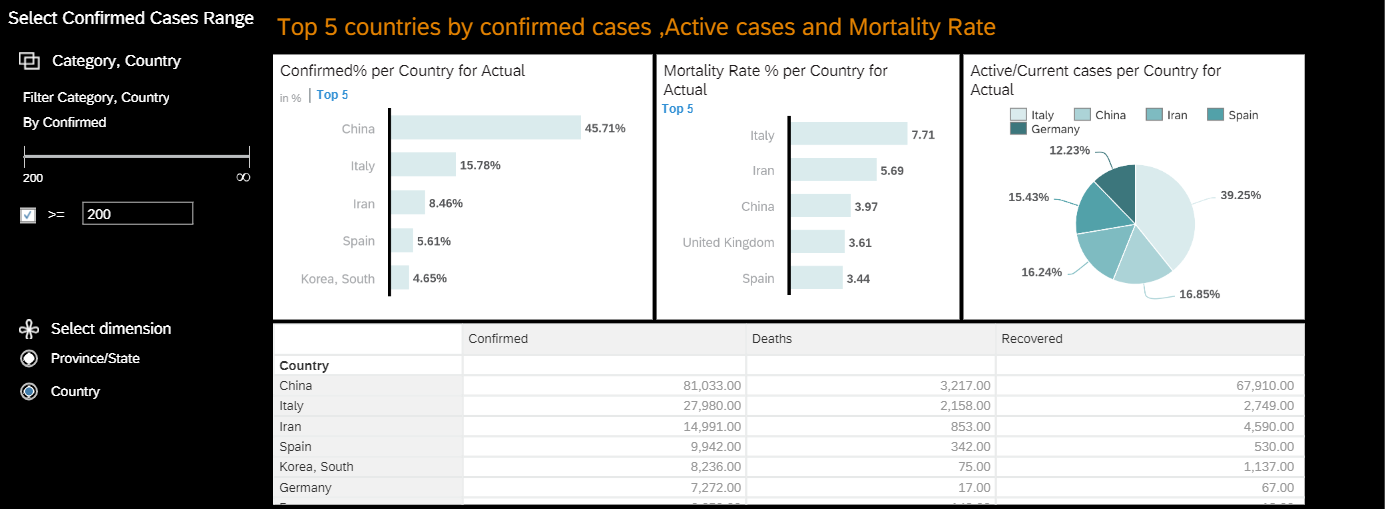 Select Confirmed Cases Range
Category, Country
Filter Category, Country
By Confirmed
200 ∞
>= 200
Select dimension
Province/State
Country
Top 5 countries by confirmed cases ,Active cases and Mortality Rate
Confirmed% per Country for Actual
in % | Top 5
China 45.71%
Italy 15.78%
Iran 8.46%
Spain 5.61%
Korea, South 4.65%
Mortality Rate % per Country for
Actual
Top 5
Italy 7.71
Iran 5.69
China 3.97
United Kingdom 3.61
Spain 3.44
Active/Current cases per Country for
Actual
Italy China Iran Spain
Germany
12.23%
15.43% 39.25%
16.24%
16.85%
Confirmed Deaths Recovered
Country
China 81,033.00 3,217.00 67,910.00
Italy 27,980.00 2,158.00 2,749.00
Iran 14,991.00 853.00 4,590.00
Spain 9,942.00 342.00 530.00
Korea, South 8,236.00 75.00 1,137.00
Germany 7,272.00 17.00 67.00